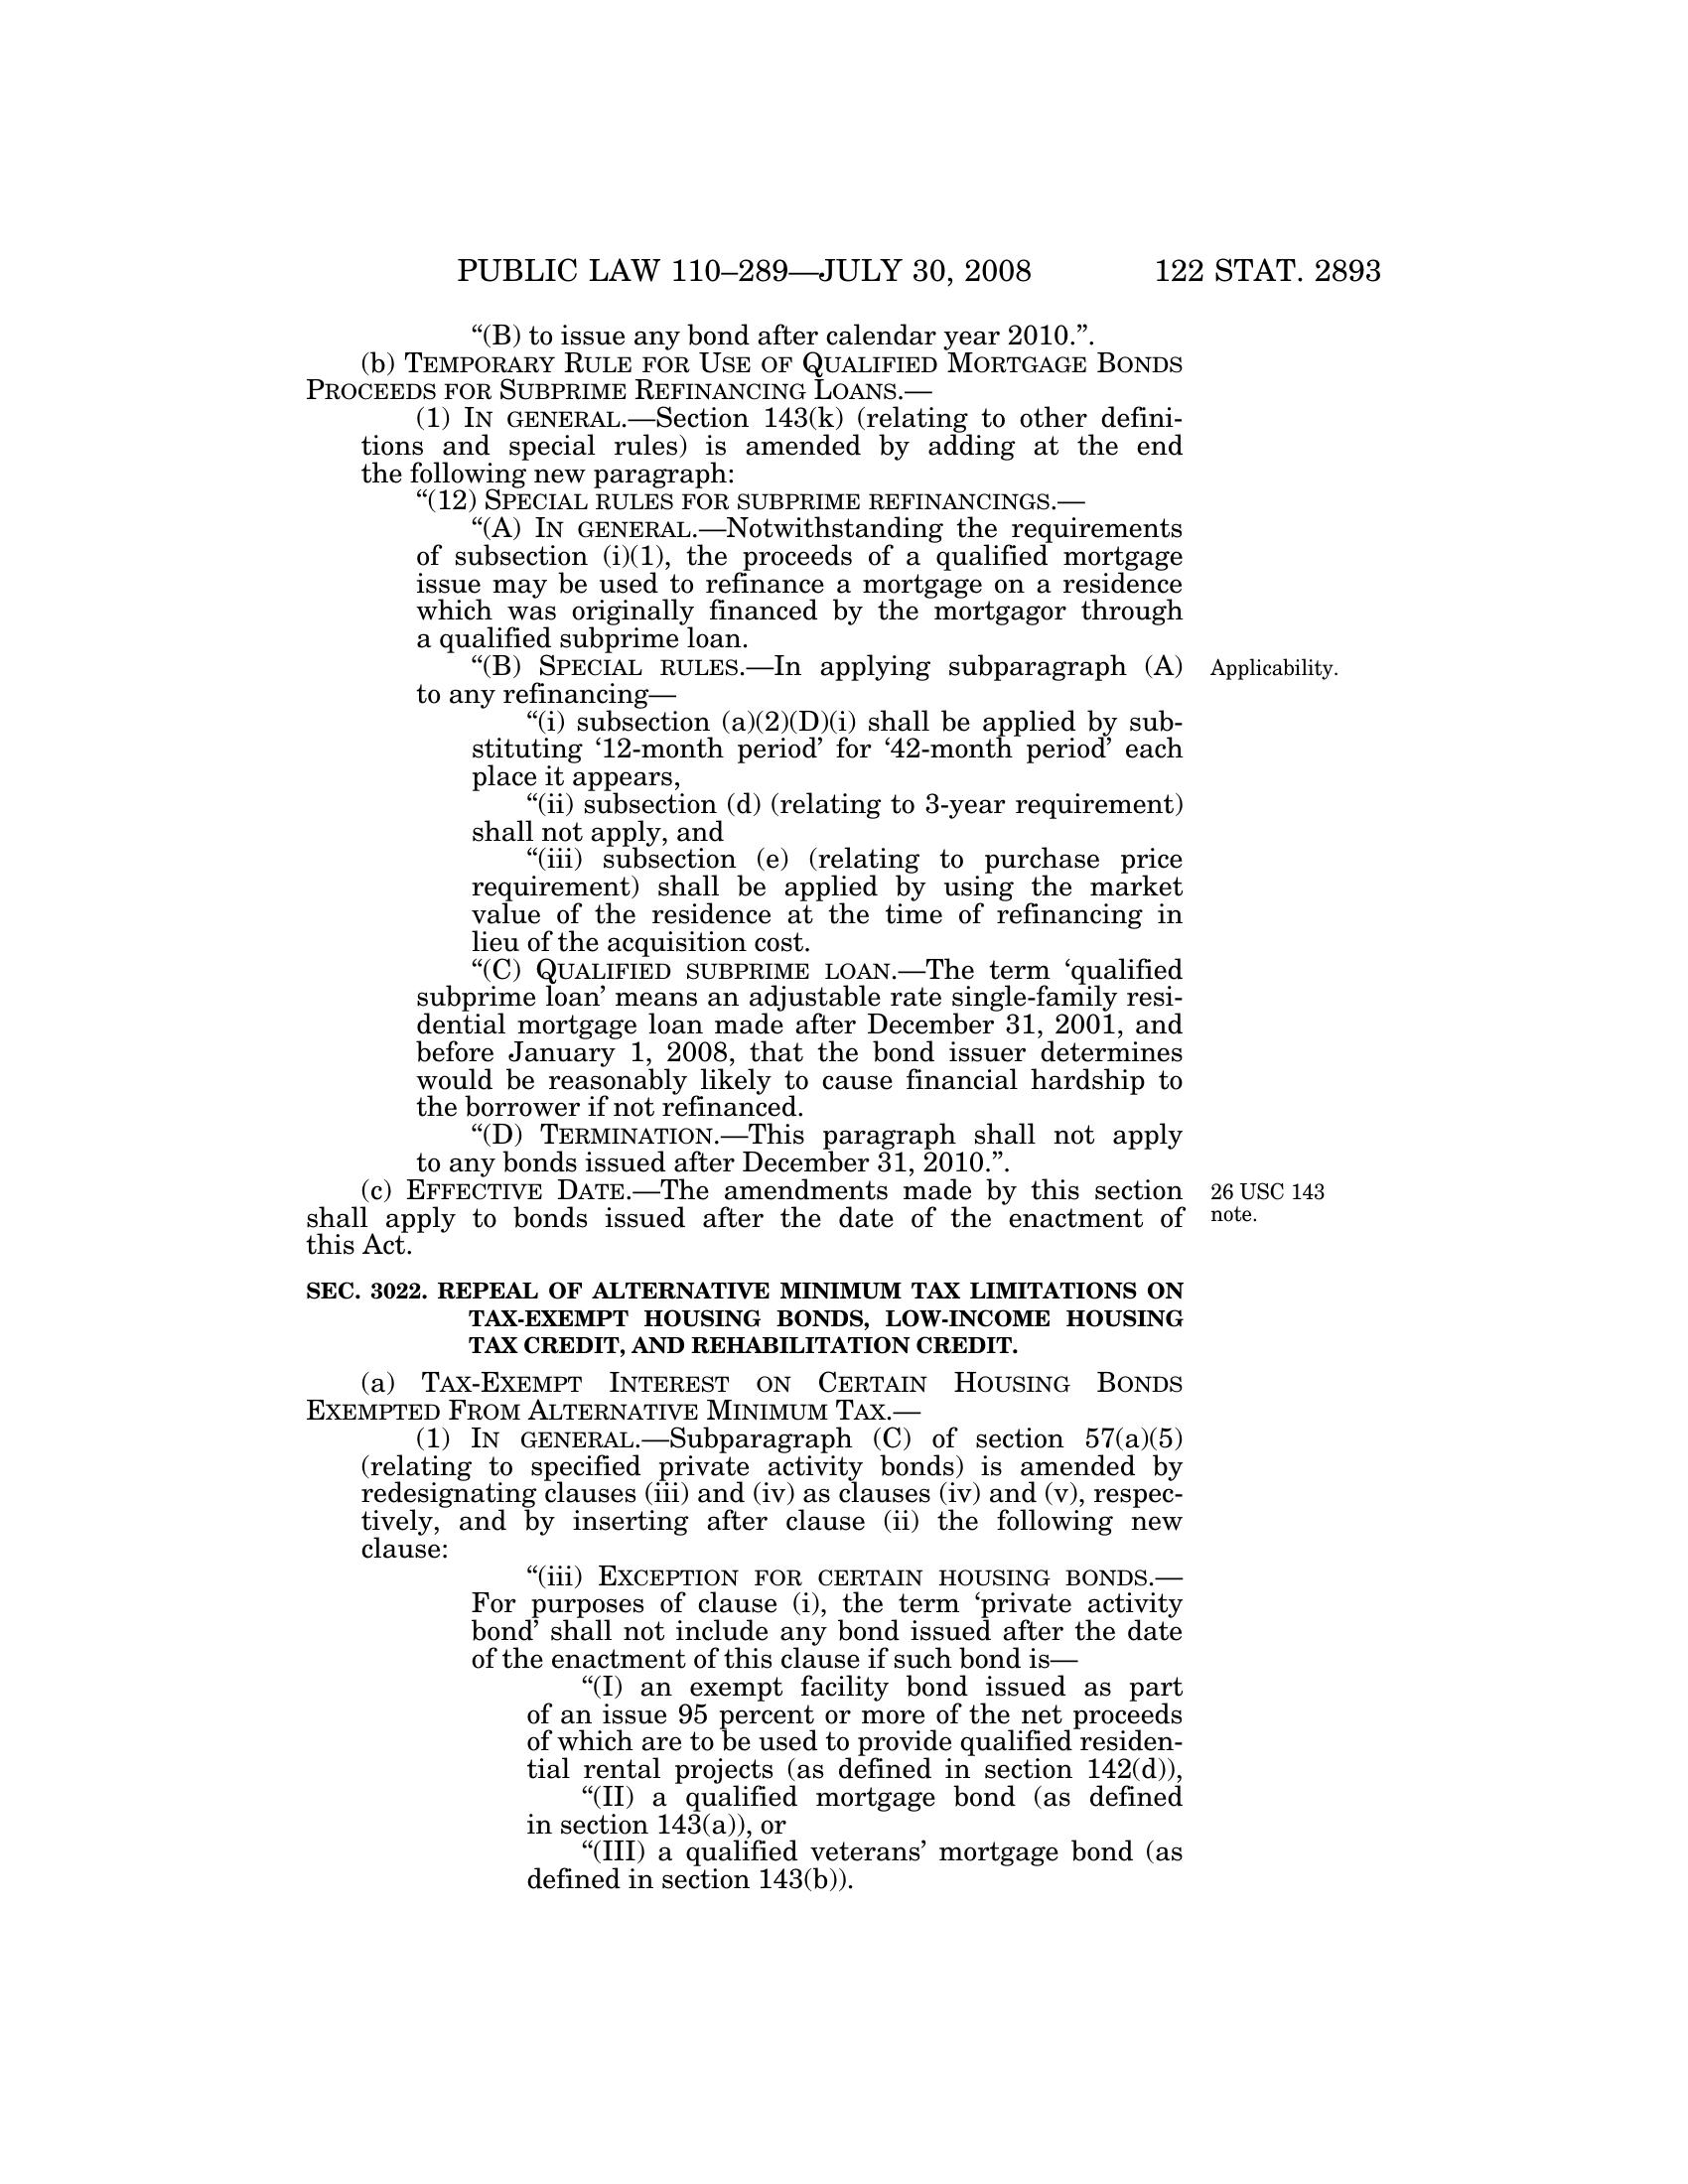 PUBLIC LAW 110–289—JULY 30, 2008 122 STAT. 2893
“(B) to issue any bond after calendar year 2010.”.
(b) TEMPORARY RULE FOR USE OF QUALIFIED MORTGAGE BONDS
PROCEEDS FOR SUBPRIME REFINANCING LOANS.—
(1) IN GENERAL.—Section 143(k) (relating to other defini-
tions and special rules) is amended by adding at the end
the following new paragraph:
“(12) SPECIAL RULES FOR SUBPRIME REFINANCINGS.—
“(A) IN GENERAL.—Notwithstanding the requirements
of subsection (i)(1), the proceeds of a qualified mortgage
issue may be used to refinance a mortgage on a residence
which was originally financed by the mortgagor through
a qualified subprime loan.
“(B) SPECIAL RULES.—In applying subparagraph (A) Applicability.
to any refinancing—
“(i) subsection (a)(2)(D)(i) shall be applied by sub-
stituting ‘12-month period’ for ‘42-month period’ each
place it appears,
“(ii) subsection (d) (relating to 3-year requirement)
shall not apply, and
“(iii) subsection (e) (relating to purchase price
requirement) shall be applied by using the market
value of the residence at the time of refinancing in
lieu of the acquisition cost.
“(C) QUALIFIED SUBPRIME LOAN.—The term ‘qualified
subprime loan’ means an adjustable rate single-family resi-
dential mortgage loan made after December 31, 2001, and
before January 1, 2008, that the bond issuer determines
would be reasonably likely to cause financial hardship to
the borrower if not refinanced.
“(D) TERMINATION.—This paragraph shall not apply
to any bonds issued after December 31, 2010.”.
(c) EFFECTIVE DATE.—The amendments made by this section 26 USC 143
shall apply to bonds issued after the date of the enactment of note.
this Act.
SEC. 3022. REPEAL OF ALTERNATIVE MINIMUM TAX LIMITATIONS ON
TAX-EXEMPT HOUSING BONDS, LOW-INCOME HOUSING
TAX CREDIT, AND REHABILITATION CREDIT.
(a) TAX-EXEMPT INTEREST ON CERTAIN HOUSING BONDS
EXEMPTED FROM ALTERNATIVE MINIMUM TAX.—
(1) IN GENERAL.—Subparagraph (C) of section 57(a)(5)
(relating to specified private activity bonds) is amended by
redesignating clauses (iii) and (iv) as clauses (iv) and (v), respec-
tively, and by inserting after clause (ii) the following new
clause:
“(iii) EXCEPTION FOR CERTAIN HOUSING BONDS.—
For purposes of clause (i), the term ‘private activity
bond’ shall not include any bond issued after the date
of the enactment of this clause if such bond is—
“(I) an exempt facility bond issued as part
of an issue 95 percent or more of the net proceeds
of which are to be used to provide qualified residen-
tial rental projects (as defined in section 142(d)),
“(II) a qualified mortgage bond (as defined
in section 143(a)), or
“(III) a qualified veterans’ mortgage bond (as
defined in section 143(b)).